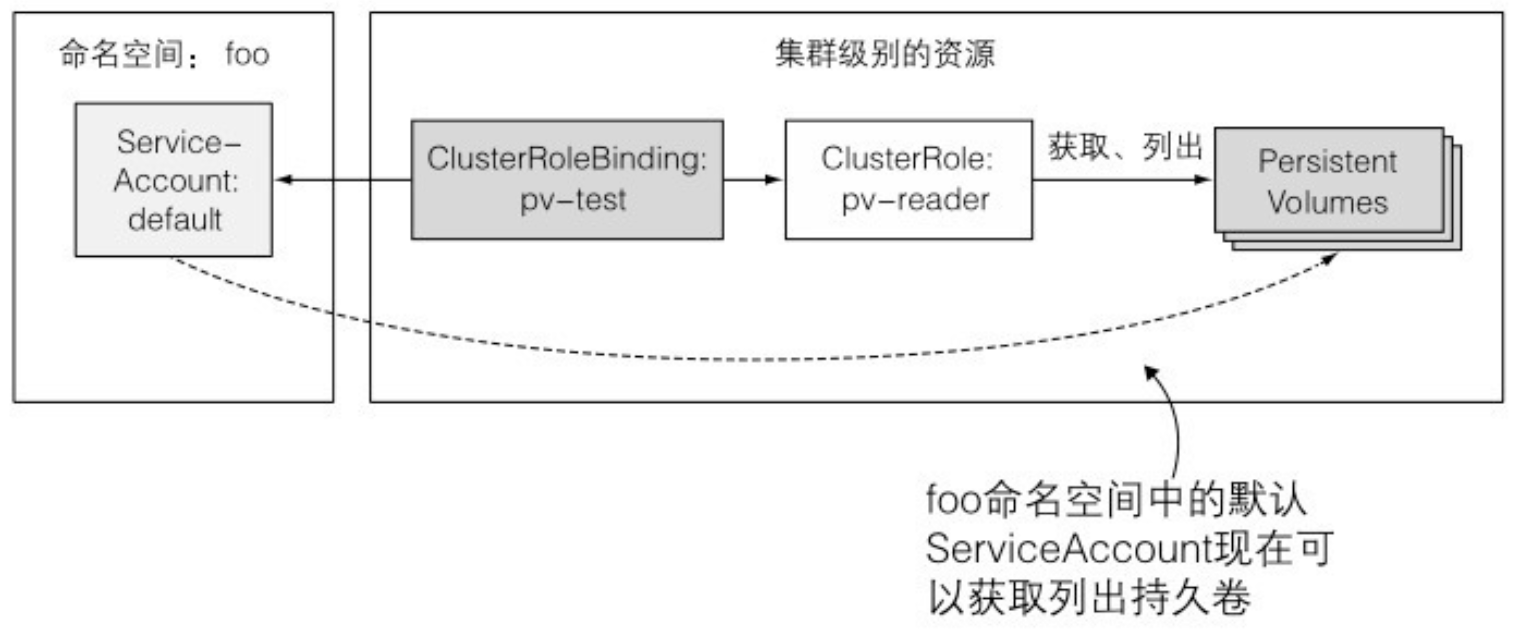 命名空间： foo
集群级别的资源
Service-
Account:
default
ClusterRoleBinding:
pv-test
ClusterRole:
pv-reader
获取、列出
Persistent
Volumes
foo命名空间中的默认
ServiceAccount现在可
以获取列出持久卷